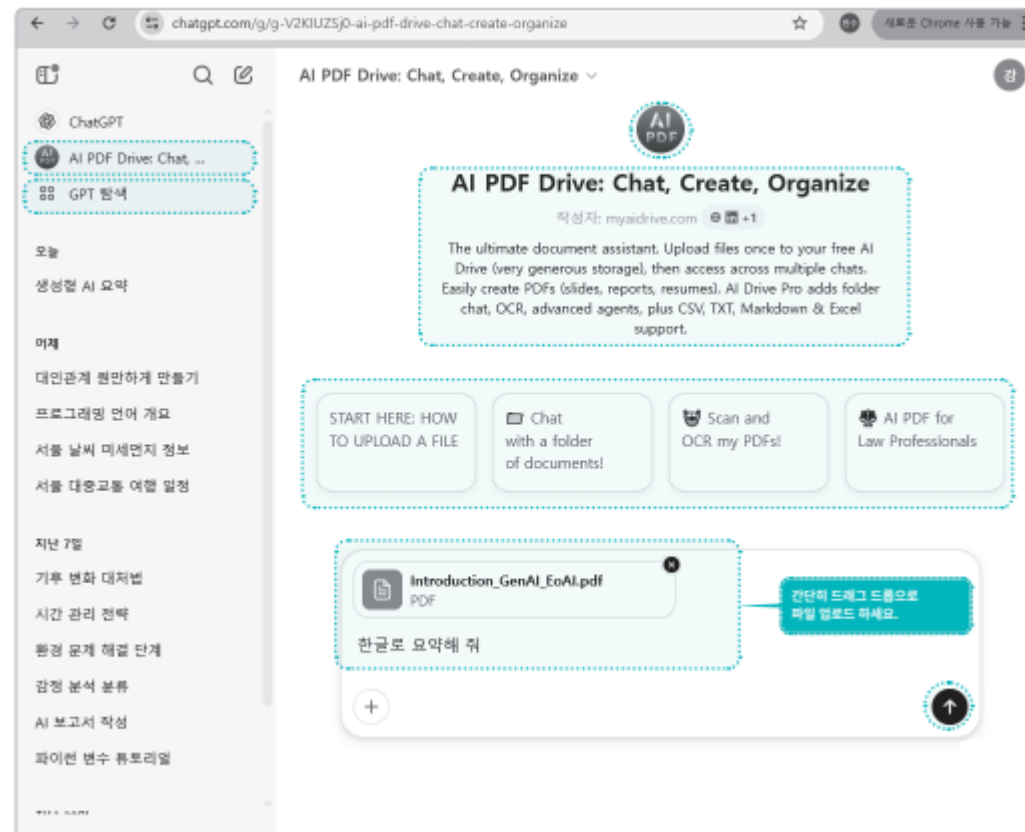 chatgpt.com/g/g-V2KIUZSj0-ai-pdf-drive-chat-create-organize
새로운 Chrome 사용 가능
ChatGPT
AI PDF Drive: Chat, ...
GPT 탐색
오늘
생성형 AI 요약
어제
대인관계 원만하게 만들기
프로그래밍 언어 개요
서울 날씨 미세먼지 정보
서울 대중교통 여행 일정
지난 7일
기후 변화 대처법
시간 관리 전략
환경 문제 해결 단계
감정 분석 분류
AI 보고서 작성
파이썬 변수 튜토리얼
AI PDF Drive: Chat, Create, Organize
강
AI
PDF
AI PDF Drive: Chat, Create, Organize
작성자: myaidrive.com +1
The ultimate document assistant. Upload files once to your free AI
Drive (very generous storage), then access across multiple chats.
Easily create PDFs (slides, reports, resumes). AI Drive Pro adds folder
chat, OCR, advanced agents, plus CSV, TXT, Markdown & Excel
support.
START HERE: HOW
TO UPLOAD A FILE
Chat
with a folder
of documents!
Scan and
OCR my PDFs!
AI PDF for
Law Professionals
Introduction_GenAI_EoAI.pdf
PDF
한글로 요약해 줘
간단히 드래그 드롭으로
파일 업로드 하세요.